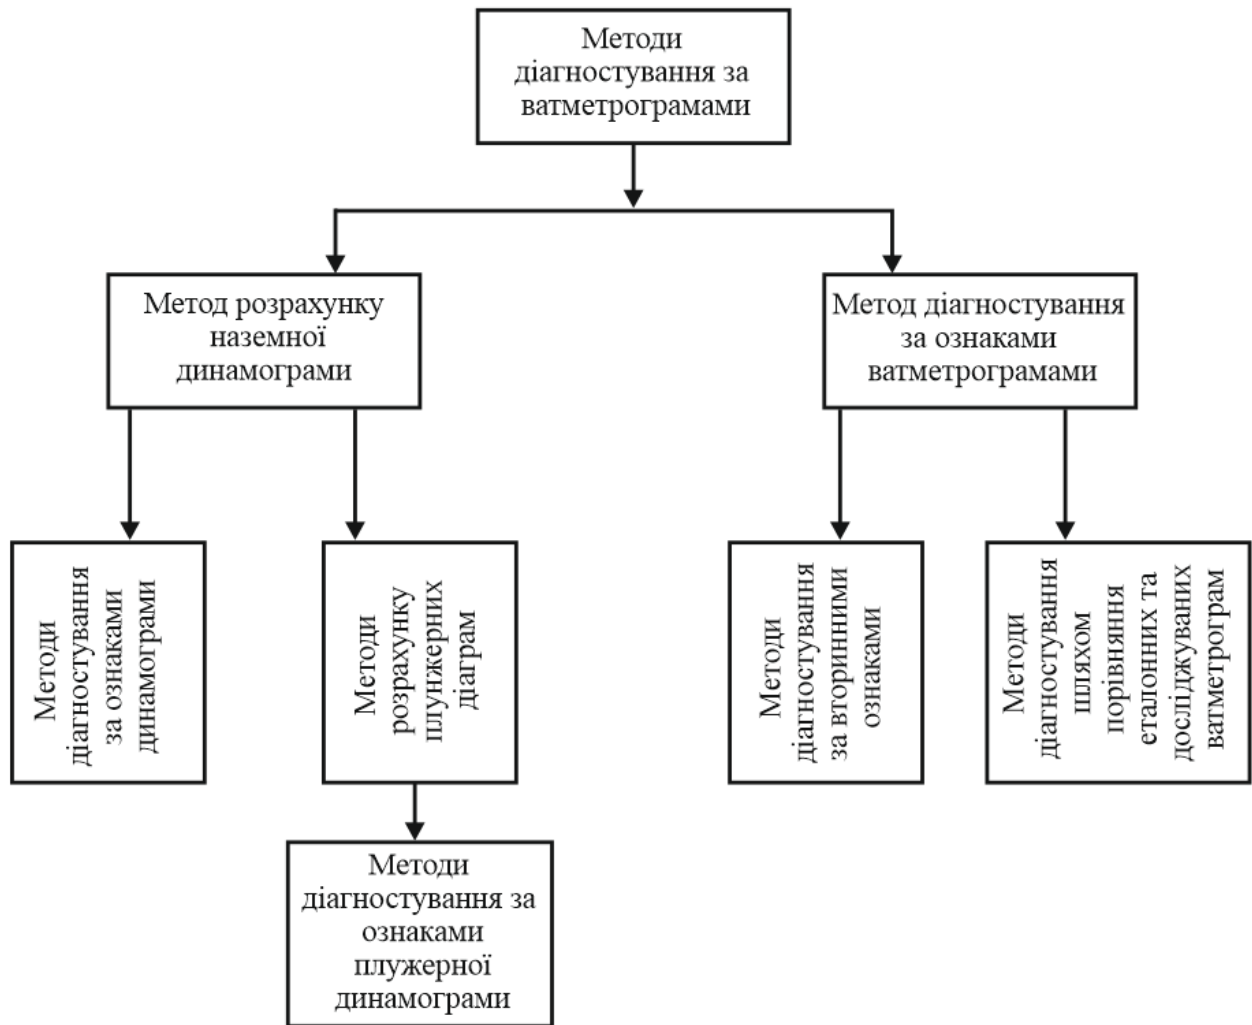 Методи
діагностування за
ватметрограмами
Метод розрахунку
наземної
динамограми
Метод діагностування
за ознаками
ватметрограмами
Методи
діагностування
за ознаками
динамограми
Методи
розрахунку
плунжерних
діаграм
Методи
діагностування
за вторинними
ознаками
Методи
діагностування
шляхом
порівняння
еталонних та
досліджуваних
ватметрограм
Методи
діагностування за
ознаками
плужерної
динамограми